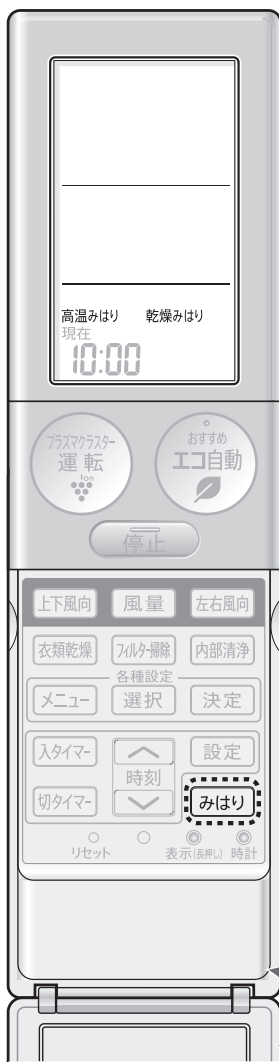 高温みはり 乾燥みはり
現在
10:00
プラズマクラスター
運転
Ion
おすすめ
エコ自動
停止
上下風向 風量 左右風向
衣類乾燥 フィルター掃除 内部清浄
各種設定
メニュー 選択 決定
入タイマー 設定
時刻
切タイマー みはり
リセット 表示(長押し) 時計